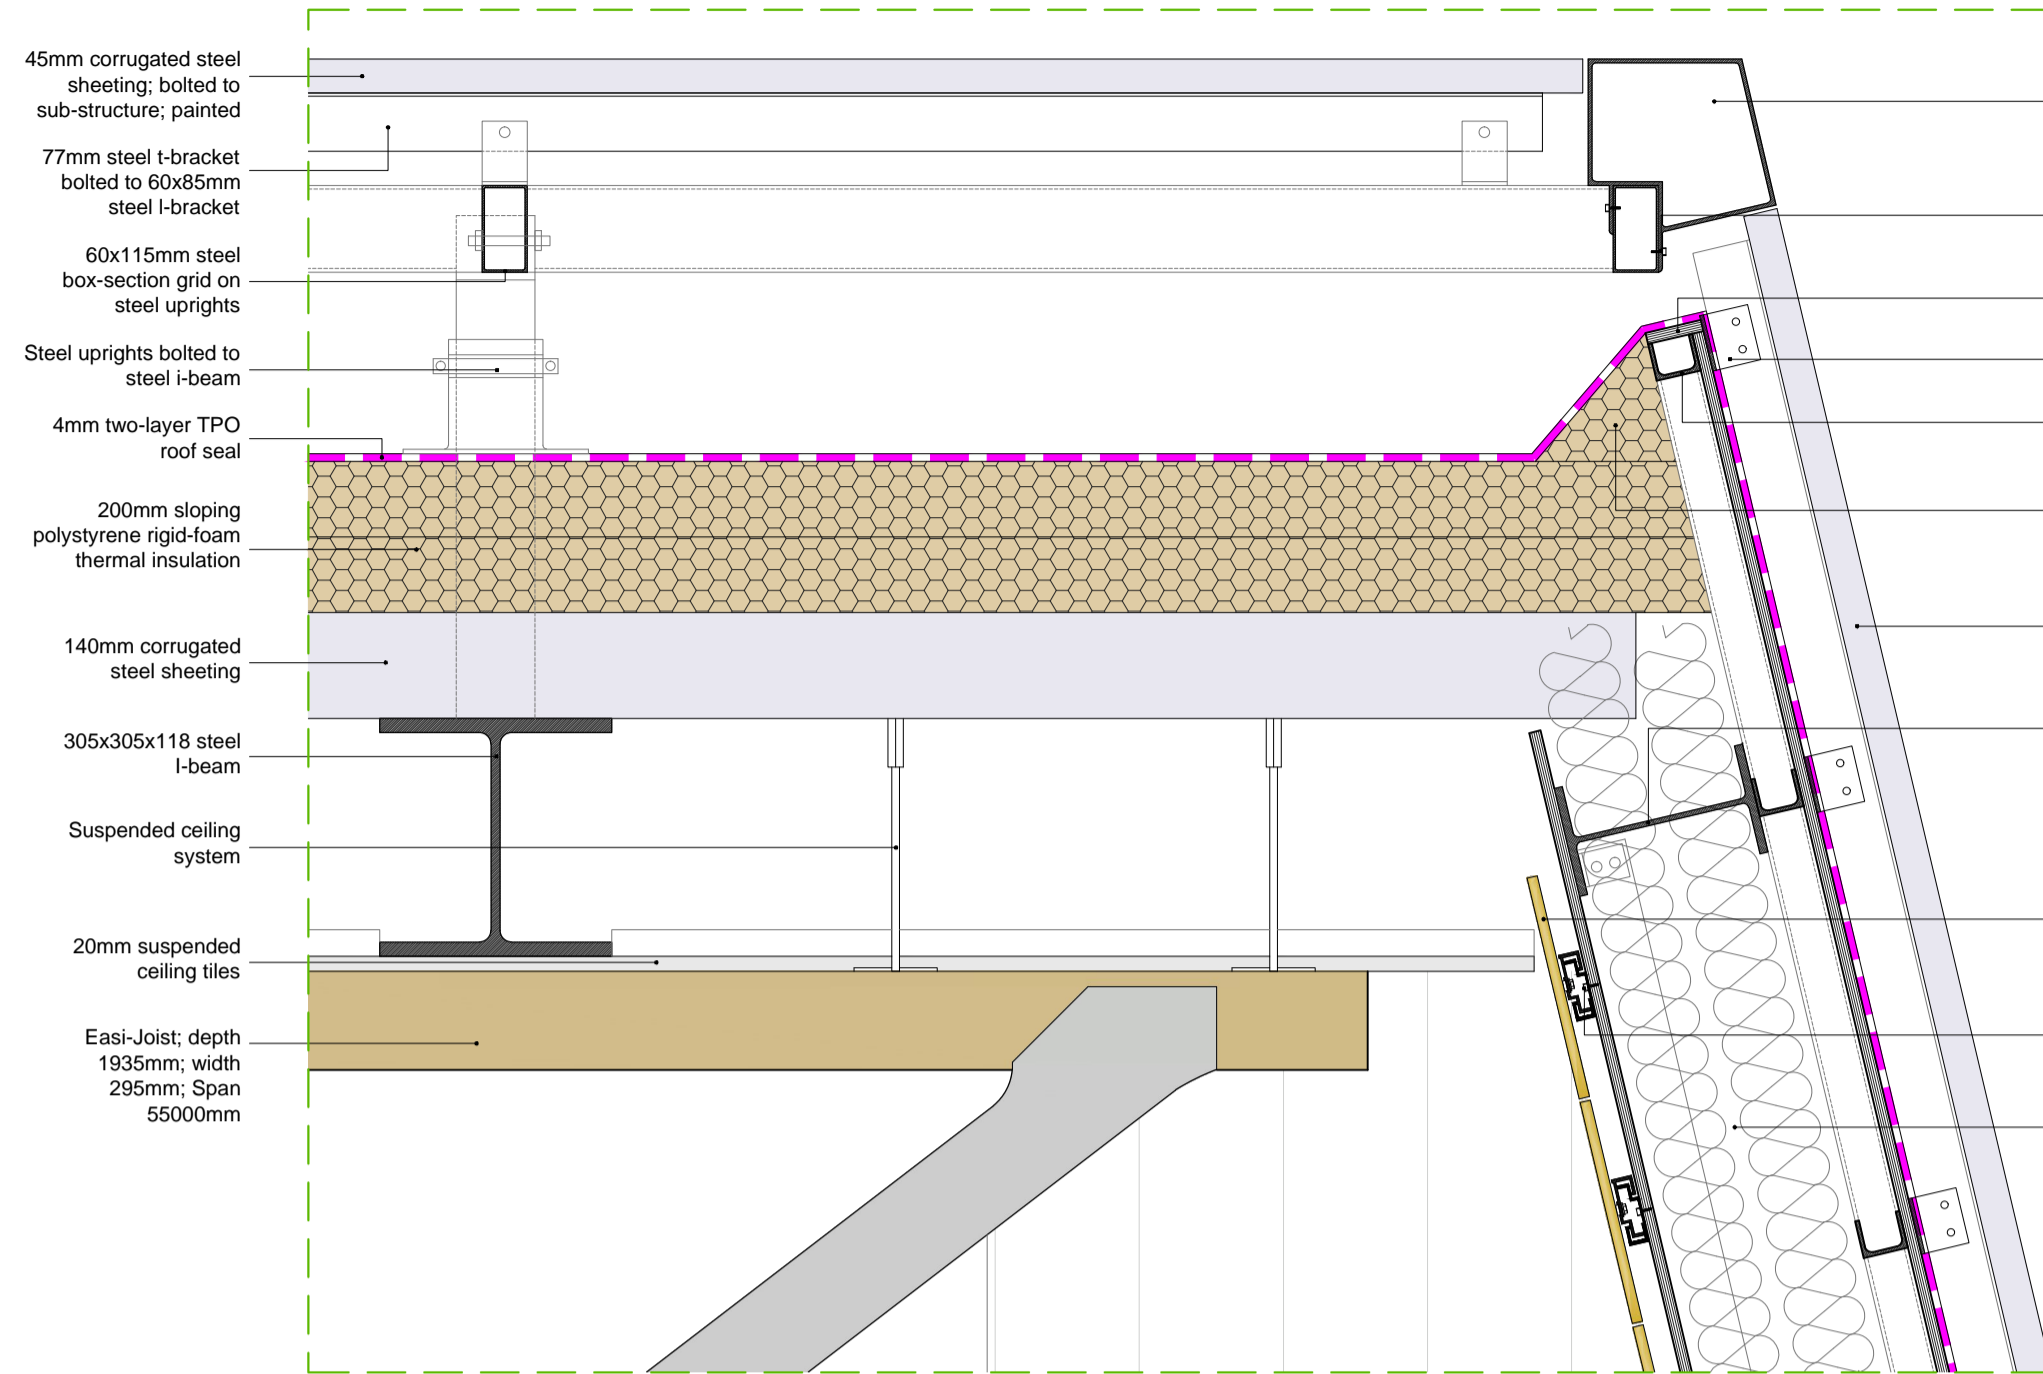 45mm corrugated steel
sheeting; bolted to
sub-structure; painted
77mm steel t-bracket
bolted to 60x85mm
steel l-bracket
60x115mm steel
box-section grid on
steel uprights
Steel uprights bolted to
steel i-beam
4mm two-layer TPO
roof seal
200mm sloping
polystyrene rigid-foam
thermal insulation
140mm corrugated
steel sheeting
305x305x118 steel
I-beam
Suspended ceiling
system
20mm suspended
ceiling tiles
Easi-Joist; depth
1935mm; width
295mm; Span
55000mm